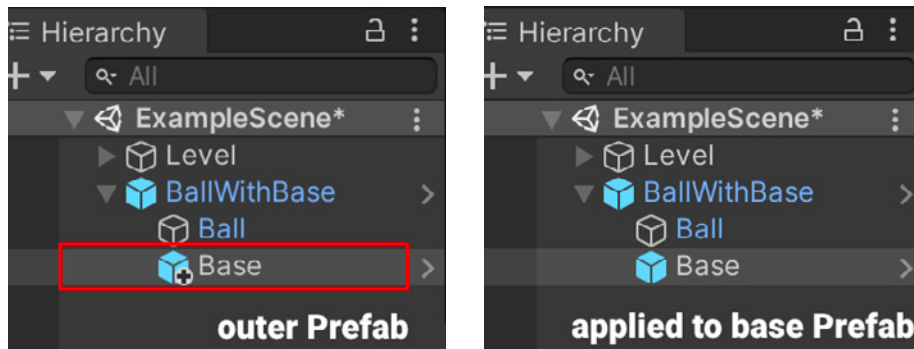 Hierarchy
All
ExampleScene*
Level
BallWithBase
Ball
Base
outer Prefab
Hierarchy
All
ExampleScene*
Level
BallWithBase
Ball
Base
applied to base Prefab